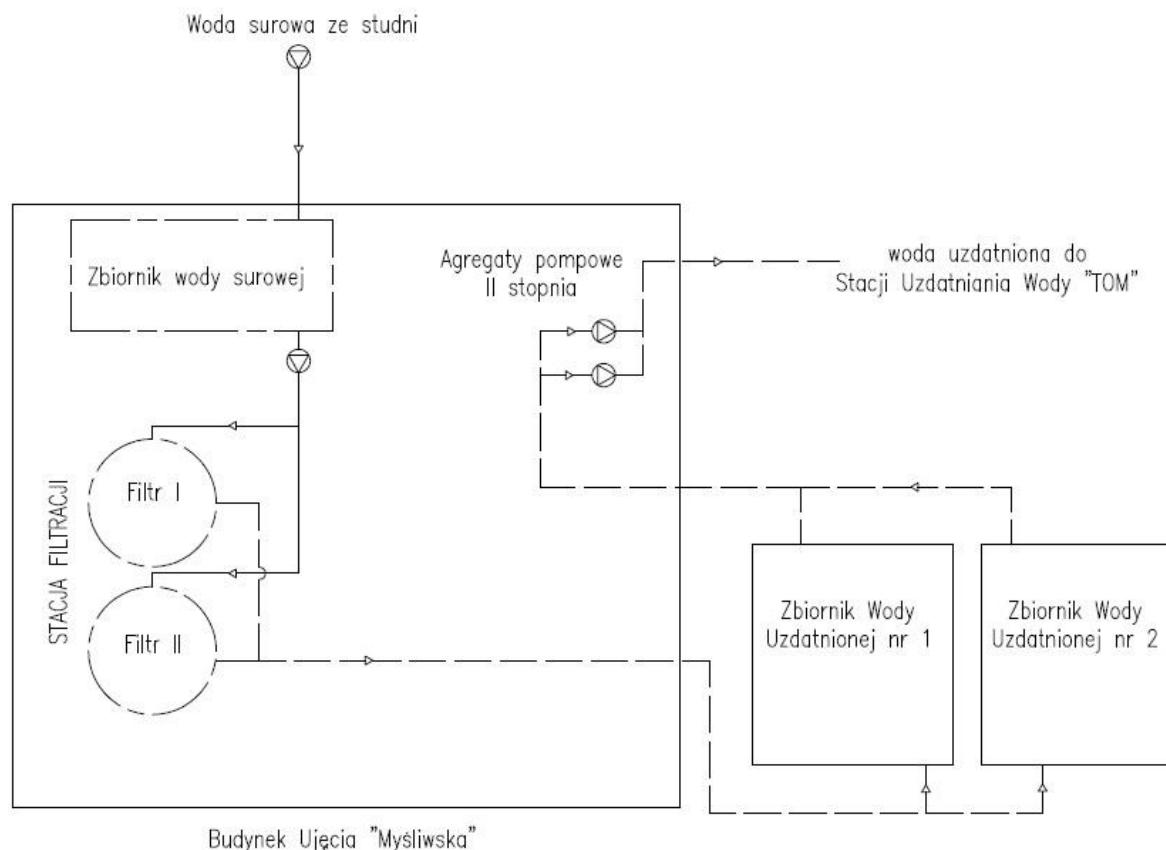 Woda surowa ze studni
Zbiornik wody surowej
Agregaty pompowe
II stopnia
woda uzdatniona do
Stacji Uzdatniania Wody "TOM"
STACJA FILTRACJI
Filtr I
Filtr II
Zbiornik Wody
Uzdatnionej nr 1
Zbiornik Wody
Uzdatnionej nr 2
Budynek Ujęcia "Myśliwska"